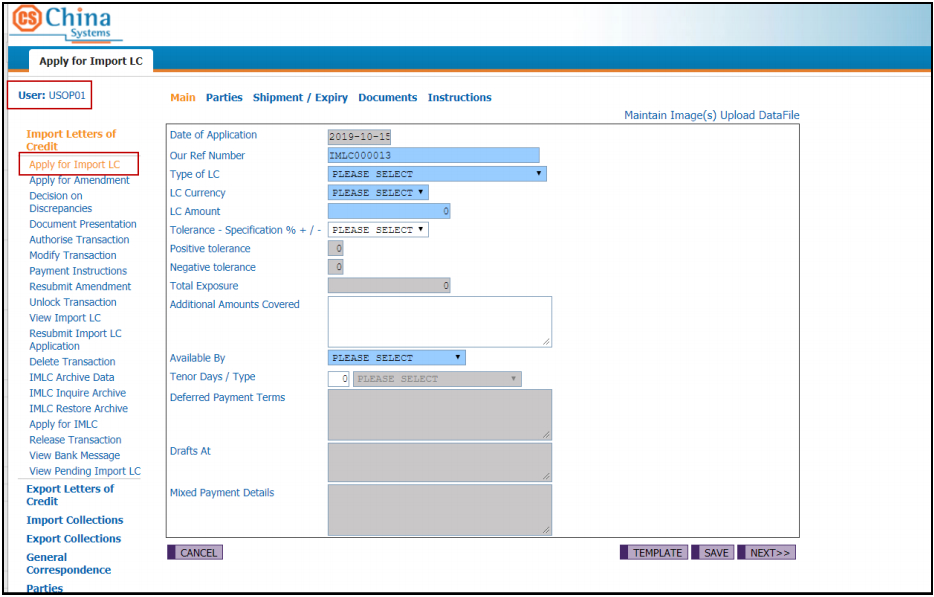 CS China
Systems
Apply for Import LC
User: USOP01
Main Parties Shipment / Expiry Documents Instructions
Maintain Image(s) Upload DataFile
Import Letters of
Credit
Apply for Import LC
Apply for Amendment
Decision on
Discrepancies
Document Presentation
Authorise Transaction
Modify Transaction
Payment Instructions
Resubmit Amendment
Unlock Transaction
View Import LC
Resubmit Import LC
Application
Delete Transaction
IMLC Archive Data
IMLC Inquire Archive
IMLC Restore Archive
Apply for IMLC
Release Transaction
View Bank Message
View Pending Import LC
Export Letters of
Credit
Import Collections
Export Collections
General
Correspondence
Parties
Date of Application 2019-10-15
Our Ref Number IMLC000013
Type of LC PLEASE SELECT
LC Currency PLEASE SELECT
LC Amount 0
Tolerance - Specification % + / - PLEASE SELECT
Positive tolerance 0
Negative tolerance 0
Total Exposure 0
Additional Amounts Covered
Available By PLEASE SELECT
Tenor Days / Type 0 PLEASE SELECT
Deferred Payment Terms
Drafts At
Mixed Payment Details
CANCEL TEMPLATE SAVE NEXT>>